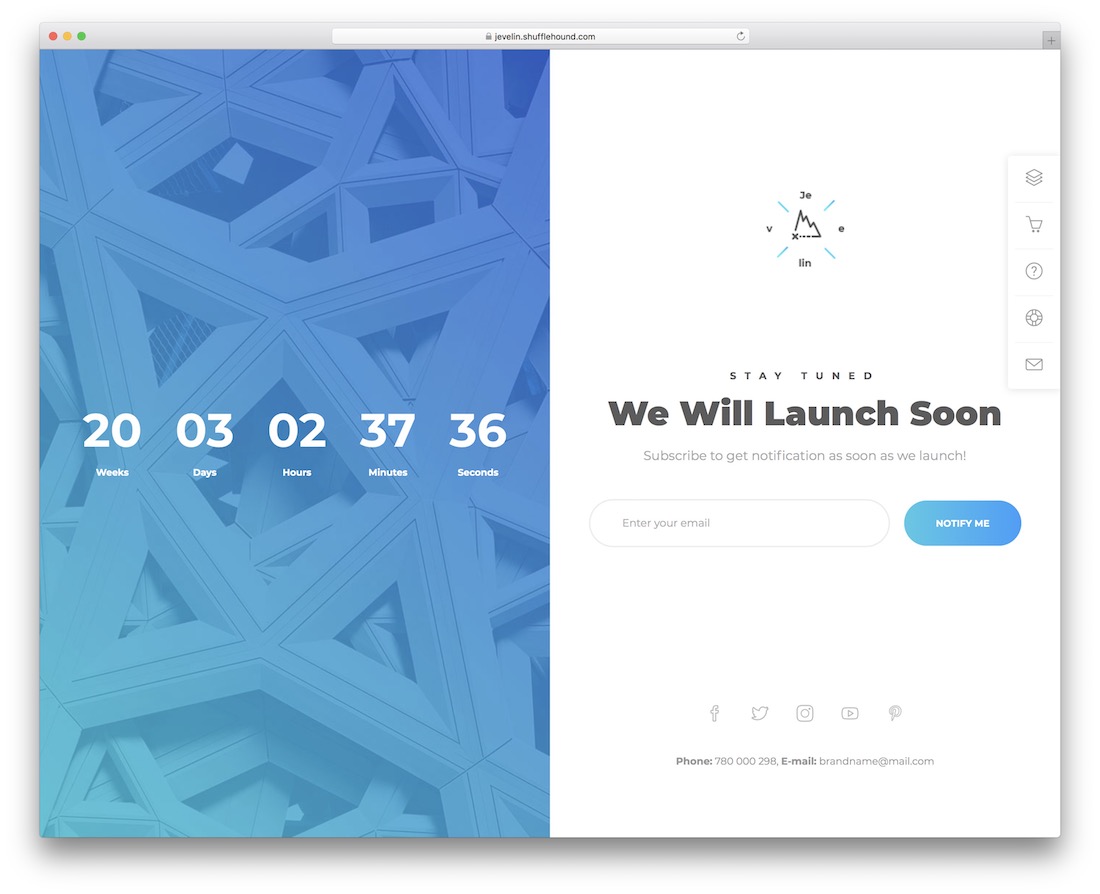 jevelin.shufflehound.com
20 03 02 37 36
Weeks Days Hours Minutes Seconds
Je
v e
lin
STAY TUNED
We Will Launch Soon
Subscribe to get notification as soon as we launch!
Enter your email
NOTIFY ME
Phone: 780 000 298, E-mail: brandname@mail.com